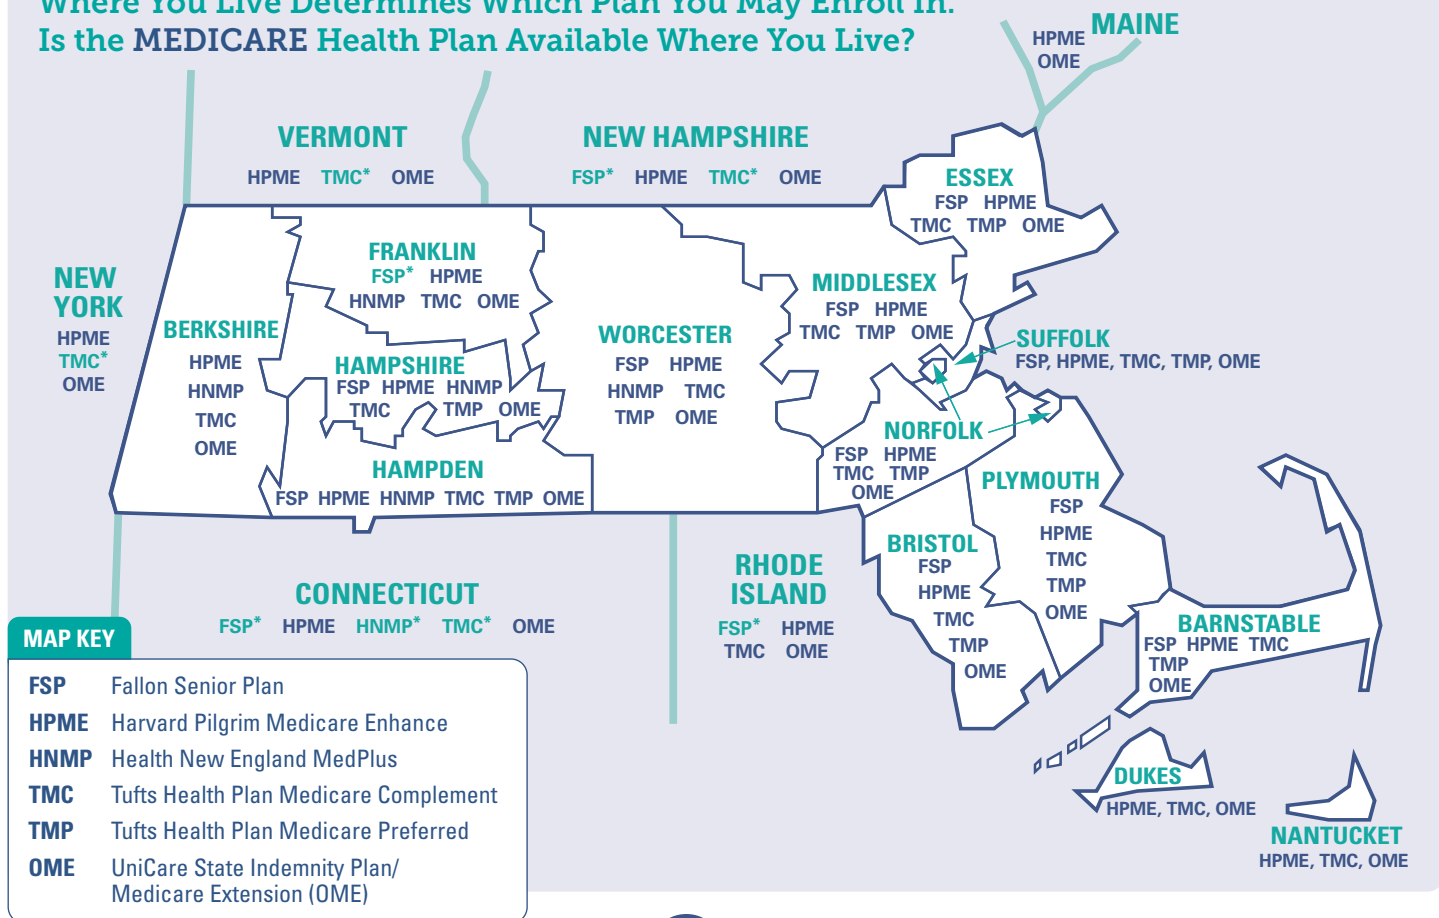 Where You Live Determines Which Plan You May Enroll In.
Is the MEDICARE Health Plan Available Where You Live?
MAINE
HPME
OME
VERMONT
HPME TMC* OME
NEW HAMPSHIRE
FSP* HPME TMC* OME
ESSEX
FSP HPME
TMC TMP OME
NEW
YORK
HPME
TMC*
OME
BERKSHIRE
HPME
HNMP
TMC
OME
FRANKLIN
FSP* HPME
HNMP TMC OME
HAMPSHIRE
FSP HPME HNMP
TMC TMP OME
HAMPDEN
FSP HPME HNMP TMC TMP OME
WORCESTER
FSP HPME
HNMP TMC
TMP OME
MIDDLESEX
FSP HPME
TMC TMP OME
SUFFOLK
FSP, HPME, TMC, TMP, OME
NORFOLK
FSP HPME
TMC TMP
OME
PLYMOUTH
FSP
HPME
TMC
TMP
OME
BRISTOL
FSP
HPME
TMC
TMP
OME
BARNSTABLE
FSP HPME TMC
TMP
OME
DUKES
HPME, TMC, OME
NANTUCKET
HPME, TMC, OME
CONNECTICUT
FSP* HPME HNMP* TMC* OME
RHODE
ISLAND
FSP* HPME
TMC OME
MAP KEY
FSP Fallon Senior Plan
HPME Harvard Pilgrim Medicare Enhance
HNMP Health New England MedPlus
TMC Tufts Health Plan Medicare Complement
TMP Tufts Health Plan Medicare Preferred
OME UniCare State Indemnity Plan/
Medicare Extension (OME)